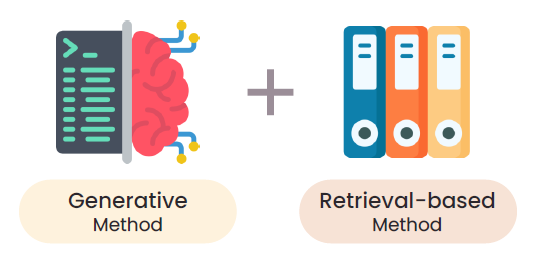 Generative
Method
Retrieval-based
Method